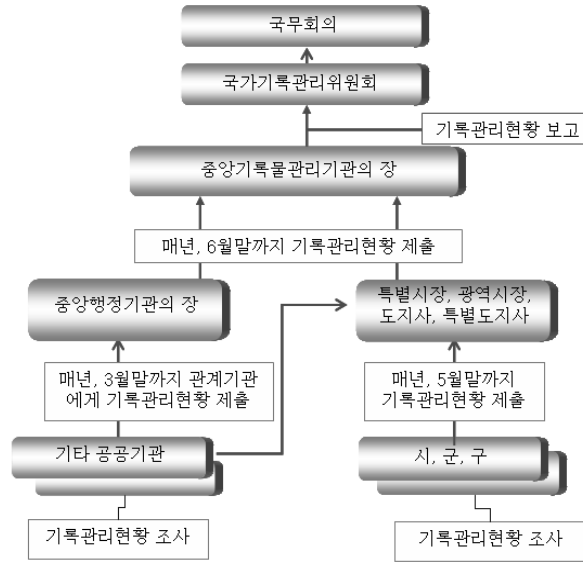 국무회의
국가기록관리위원회
기록관리현황 보고
중앙기록물관리기관의 장
매년, 6월말까지 기록관리현황 제출
중앙행정기관의 장
특별시장, 광역시장,
도지사, 특별도지사
매년, 3월말까지 관계기관
에게 기록관리현황 제출
매년, 5월말까지
기록관리현황 제출
기타 공공기관
시, 군, 구
기록관리현황 조사
기록관리현황 조사